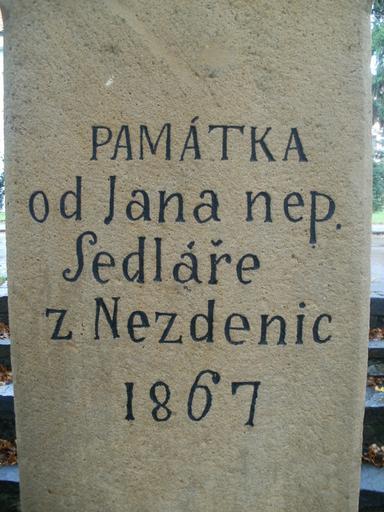 PAMÁTKA
od Jana nep.
Sedláře
z Nezdenic
1867